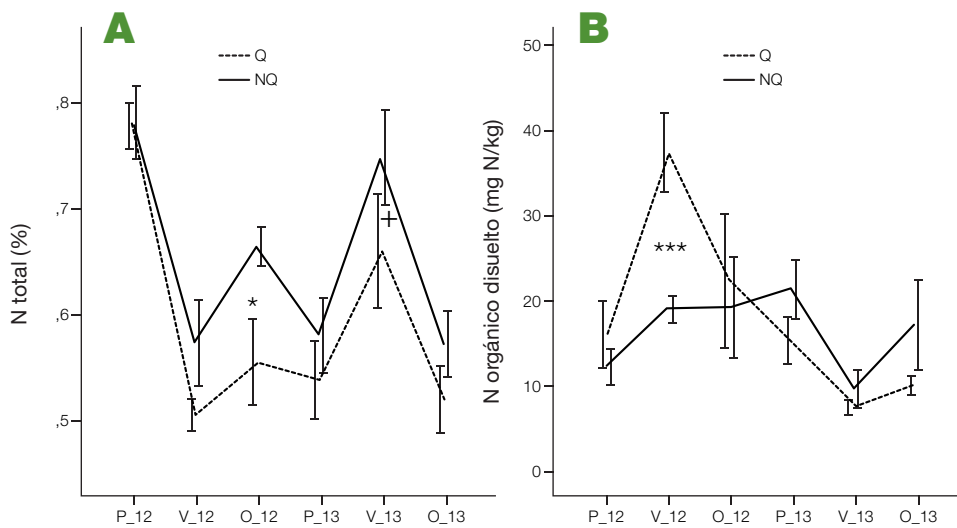 A
Q
NQ
N total (%)
,8
,7
,6
,5
*
+
P_12 V_12 O_12 P_13 V_13 O_13
B
Q
NQ
N orgánico disuelto (mg N/kg)
50
40
30
20
10
0
***
P_12 V_12 O_12 P_13 V_13 O_13